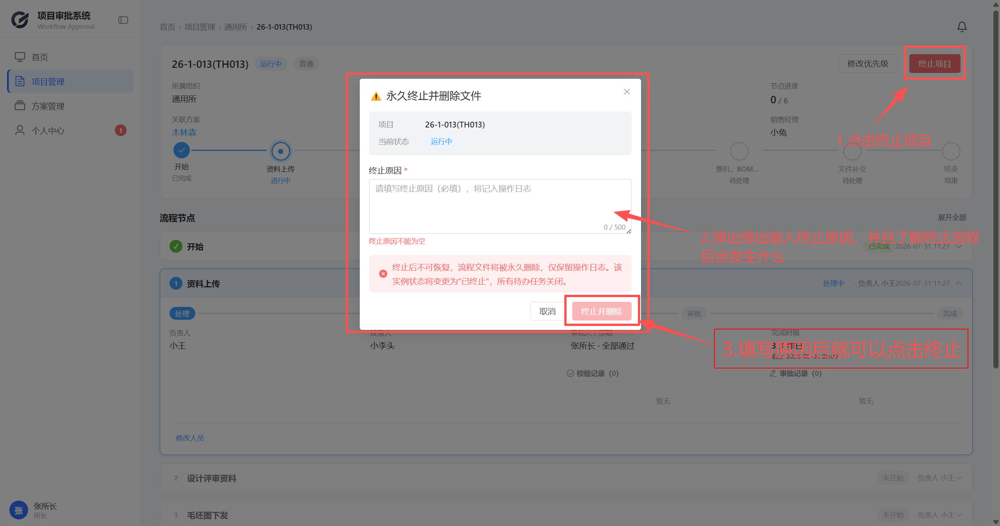 项目审批系统
Workflow Approval
首页
项目管理
方案管理
个人中心 1
张 张所长
所长
首页 › 项目管理 › 通用所 › 26-1-013(TH013)
26-1-013(TH013) 运行中 普通
修改优先级 终止项目
所属组织
通用所
节点进度
0 / 6
关联方案
木林森
销售经理
小兔
开始
已完成
资料上传
进行中
整机，BOM...
待处理
文件补交
待处理
结束
结束
1.点击终止项目
永久终止并删除文件
项目 26-1-013(TH013)
当前状态 运行中
终止原因 *
请填写终止原因（必填），将记入操作日志
0 / 500
终止原因不能为空
终止后不可恢复，流程文件将被永久删除，仅保留操作日志。该
实例状态将变更为"已终止"，所有待办任务关闭。
取消 终止并删除
2.弹出弹出输入终止原因，并且了解终止流程
后会发生什么
3.填写原因后就可以点击终止
流程节点 展开全部
开始 已完成 2026-07-31 11:27
1 资料上传 处理中 · 负责人 小王2026-07-31 11:27
处理 审批 完成
负责人
小王
校验人
小李头
审批人 / 策略
张所长 · 全部通过
完成时限
校验记录（0）
暂无
审批记录（0）
暂无
修改人员
2 设计评审资料 未开始 · 负责人 小王
3 毛坯图下发 未开始 · 负责人 小王